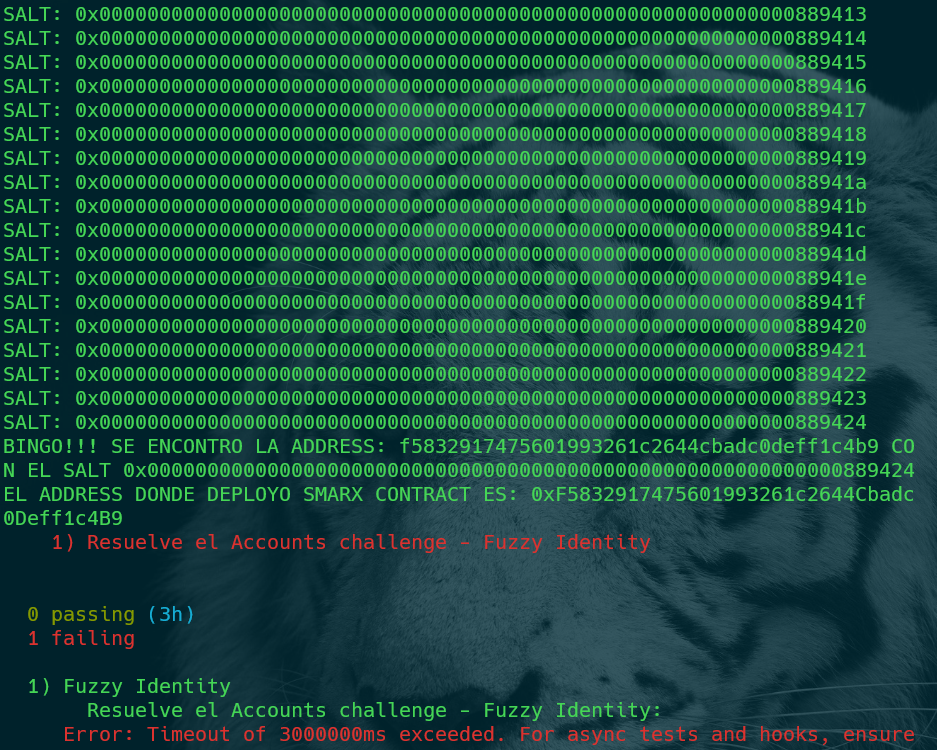 SALT: 0x0000000000000000000000000000000000000000000000000000000000889413
SALT: 0x0000000000000000000000000000000000000000000000000000000000889414
SALT: 0x0000000000000000000000000000000000000000000000000000000000889415
SALT: 0x0000000000000000000000000000000000000000000000000000000000889416
SALT: 0x0000000000000000000000000000000000000000000000000000000000889417
SALT: 0x0000000000000000000000000000000000000000000000000000000000889418
SALT: 0x0000000000000000000000000000000000000000000000000000000000889419
SALT: 0x000000000000000000000000000000000000000000000000000000000088941a
SALT: 0x000000000000000000000000000000000000000000000000000000000088941b
SALT: 0x000000000000000000000000000000000000000000000000000000000088941c
SALT: 0x000000000000000000000000000000000000000000000000000000000088941d
SALT: 0x000000000000000000000000000000000000000000000000000000000088941e
SALT: 0x000000000000000000000000000000000000000000000000000000000088941f
SALT: 0x0000000000000000000000000000000000000000000000000000000000889420
SALT: 0x0000000000000000000000000000000000000000000000000000000000889421
SALT: 0x0000000000000000000000000000000000000000000000000000000000889422
SALT: 0x0000000000000000000000000000000000000000000000000000000000889423
SALT: 0x0000000000000000000000000000000000000000000000000000000000889424
BINGO!!! SE ENCONTRO LA ADDRESS: f5832917475601993261c2644cbadc0deff1c4b9 CO
N EL SALT 0x0000000000000000000000000000000000000000000000000000000000889424
EL ADDRESS DONDE DEPLOYO SMARX CONTRACT ES: 0xF5832917475601993261c2644Cbadc
0Deff1c4B9
1) Resuelve el Accounts challenge - Fuzzy Identity
0 passing (3h)
1 failing
1) Fuzzy Identity
Resuelve el Accounts challenge - Fuzzy Identity:
Error: Timeout of 3000000ms exceeded. For async tests and hooks, ensure